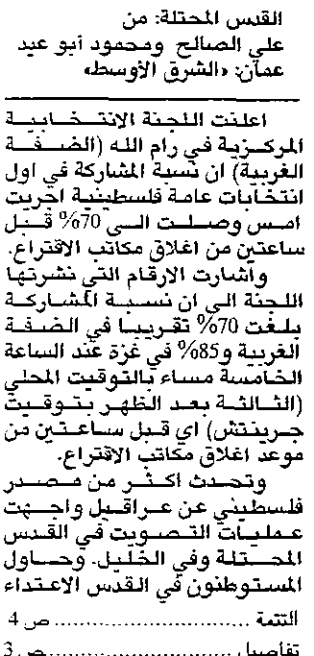 القدس المحتلة: من
علي الصالح ومحمود أبو عيد
عمان: «الشرق الأوسط»
اعلنت اللجنة الانتخابية
المركزية في رام الله (الضفة
الغربية) ان نسبة المشاركة في اول
انتخابات عامة فلسطينية اجريت
امس وصلت الى 70% قبل
ساعتين من اغلاق مكاتب الاقتراع.
واشارت الارقام التي نشرتها
اللجنة الى ان نسبة المشاركة
بلغت 70% تقريبا في الضفة
الغربية و85% في غزة عند الساعة
الخامسة مساء بالتوقيت المحلي
(الثالثة بعد الظهر بتوقيت
جرينتش) اي قبل ساعتين من
موعد اغلاق مكاتب الاقتراع.
وتحدث اكثر من مصدر
فلسطيني عن عراقيل واجهت
عمليات التصويت في القدس
المحتلة وفي الخليل. وحاول
المستوطنون في القدس الاعتداء
التتمة ............................ ص 4
تفاصيل ............................ ص 3